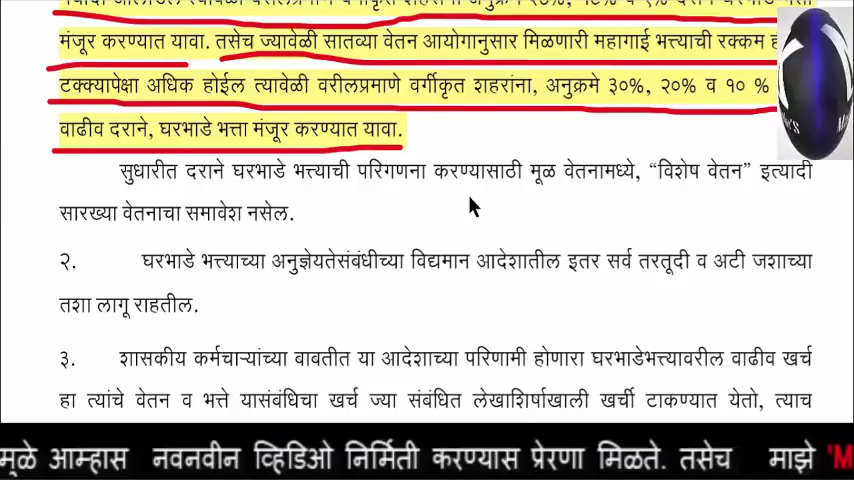 मंजूर करण्यात यावा. तसेच ज्यावेळी सातव्या वेतन आयोगानुसार मिळणारी महागाई भत्त्याची रक्कम
टक्क्यापेक्षा अधिक होईल त्यावेळी वरीलप्रमाणे वर्गीकृत शहरांना, अनुक्रमे ३०%, २०% व १० %
वाढीव दराने, घरभाडे भत्ता मंजूर करण्यात यावा.
सुधारीत दराने घरभाडे भत्त्याची परिगणना करण्यासाठी मूळ वेतनामध्ये, “विशेष वेतन” इत्यादी
सारख्या वेतनाचा समावेश नसेल.
२. घरभाडे भत्त्याच्या अनुज्ञेयतेसंबंधीच्या विद्यमान आदेशातील इतर सर्व तरतूदी व अटी जशाच्या
तशा लागू राहतील.
३. शासकीय कर्मचाऱ्यांच्या बाबतीत या आदेशाच्या परिणामी होणारा घरभाडेभत्त्यावरील वाढीव खर्च
हा त्यांचे वेतन व भत्ते यासंबंधिचा खर्च ज्या संबंधित लेखाशिर्षाखाली खर्ची टाकण्यात येतो, त्याच
मुळे आम्हास नवनवीन व्हिडिओ निर्मिती करण्यास प्रेरणा मिळते. तसेच माझे 'M